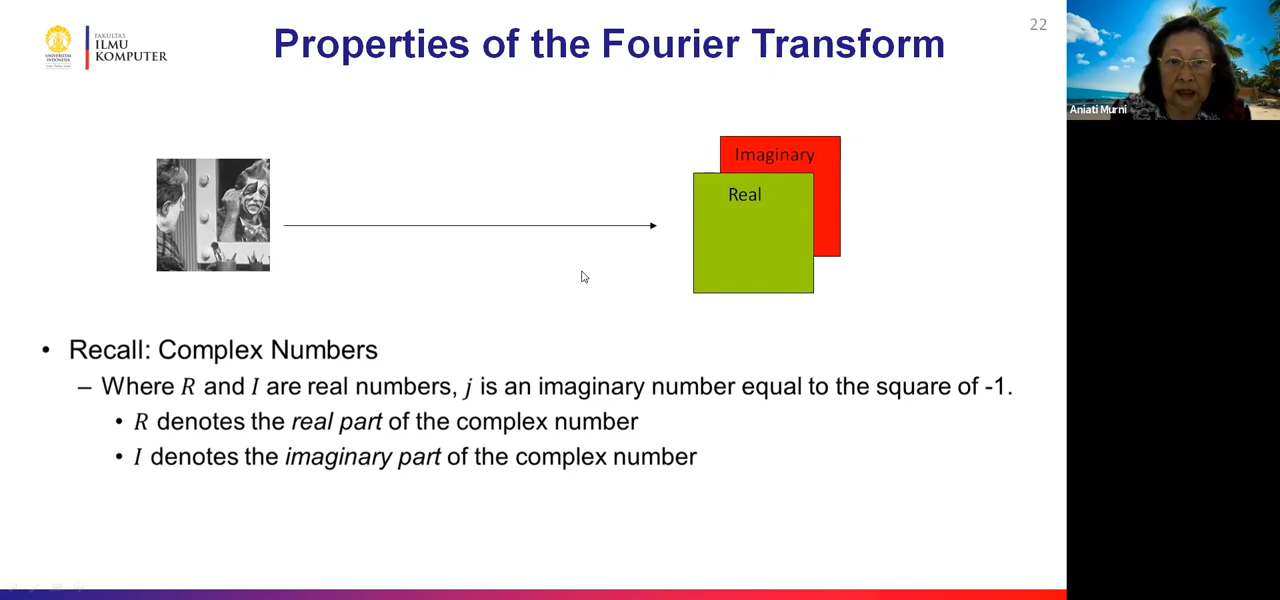 22
UNIVERSITAS
INDONESIA
FAKULTAS
ILMU
KOMPUTER
Properties of the Fourier Transform
Aniati Murni
Imaginary
Real
• Recall: Complex Numbers
– Where R and I are real numbers, j is an imaginary number equal to the square of -1.
• R denotes the real part of the complex number
• I denotes the imaginary part of the complex number